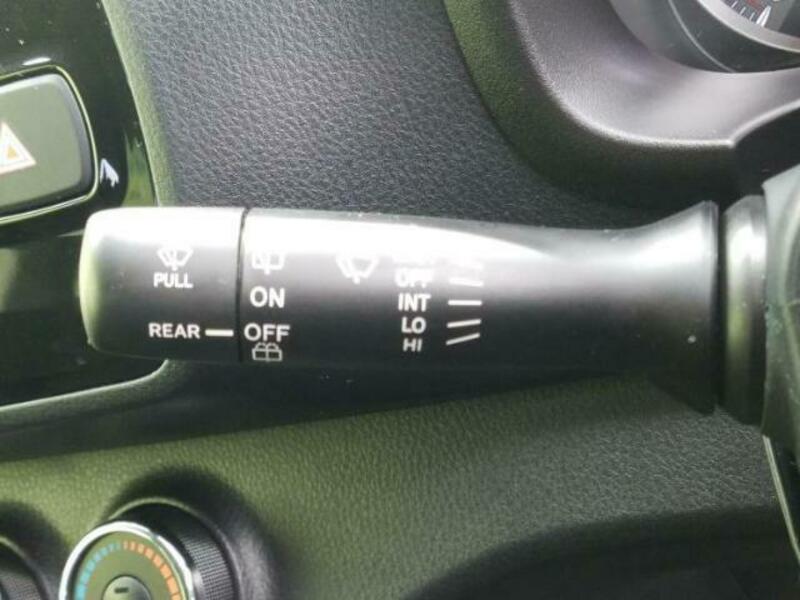 PULL
REAR
ON
OFF
OFF
INT
LO
HI